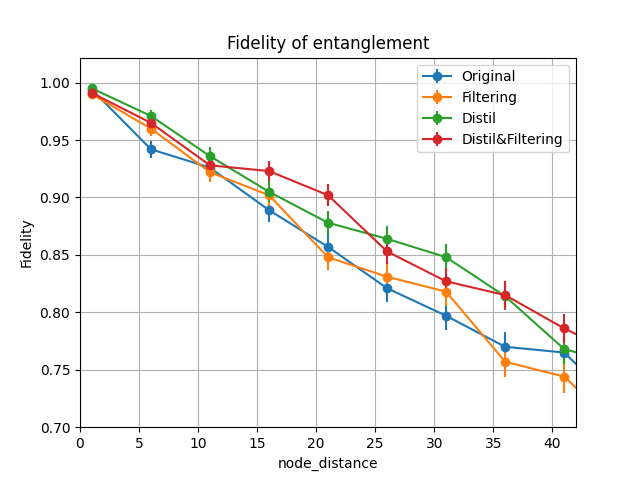 Fidelity of entanglement
Original
Filtering
Distil
Distil&Filtering
Fidelity
1.00
0.95
0.90
0.85
0.80
0.75
0.70
0
5
10
15
20
25
30
35
40
node_distance